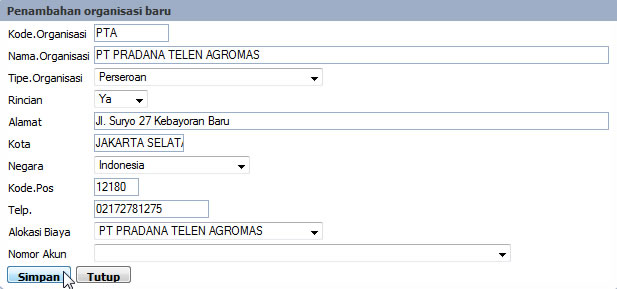 Penambahan organisasi baru
Kode.Organisasi PTA
Nama.Organisasi PT PRADANA TELEN AGROMAS
Tipe.Organisasi Perseroan
Rincian Ya
Alamat Jl. Suryo 27 Kebayoran Baru
Kota JAKARTA SELATA
Negara Indonesia
Kode.Pos 12180
Telp. 02172781275
Alokasi Biaya PT PRADANA TELEN AGROMAS
Nomor Akun
Simpan Tutup